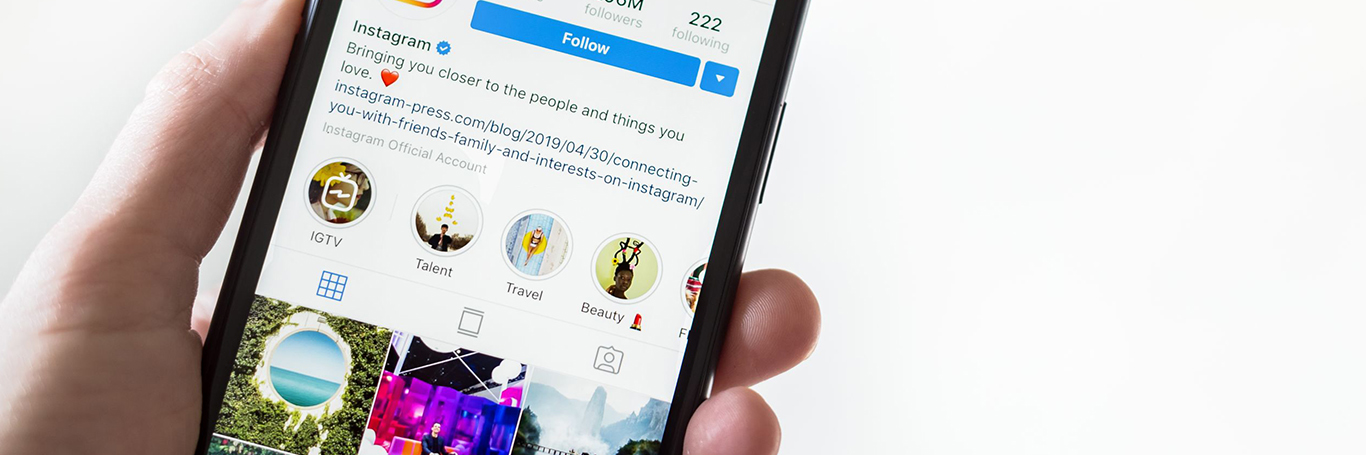 222
followers
following
Follow
Instagram
Bringing you closer to the people and things you
love. ❤️
instagram-press.com/blog/2019/04/30/connecting-
you-with-friends-family-and-interests-on-instagram/
Instagram Official Account
IGTV
Talent
Travel
Beauty 💄